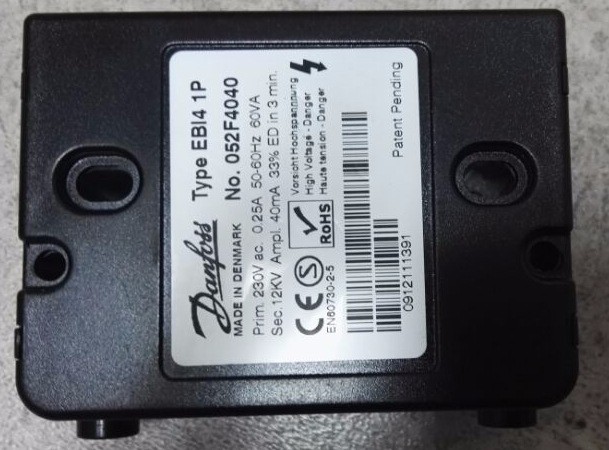 Danfoss
Type EBI4 1P
MADE IN DENMARK
No. 052F4040
Prim. 230V ac. 0.25A 50-60Hz 60VA
Sec.12KV Ampl. 40mA 33% ED in 3 min.
CE S
RoHS
Vorsicht Hochspannnung
High Voltage - Danger
Haute tension - Danger
EN60730-2-5
0912111391
Patent Pending